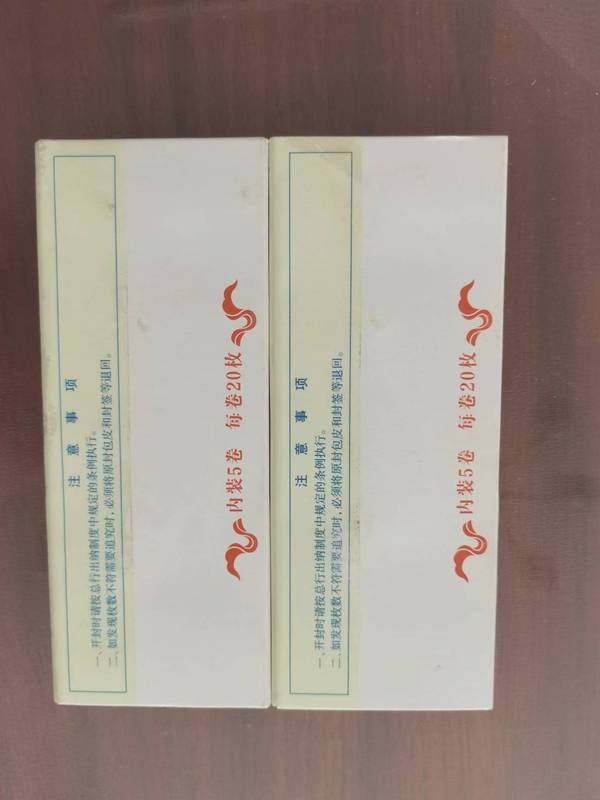 注意事项
一、开封时请按总行出纳制度中规定的条例执行。
二、如发现枚数不符需要追究时，必须将原封包皮和封签等退回。
内装5卷 每卷20枚
注意事项
一、开封时请按总行出纳制度中规定的条例执行。
二、如发现枚数不符需要追究时，必须将原封包皮和封签等退回。
内装5卷 每卷20枚